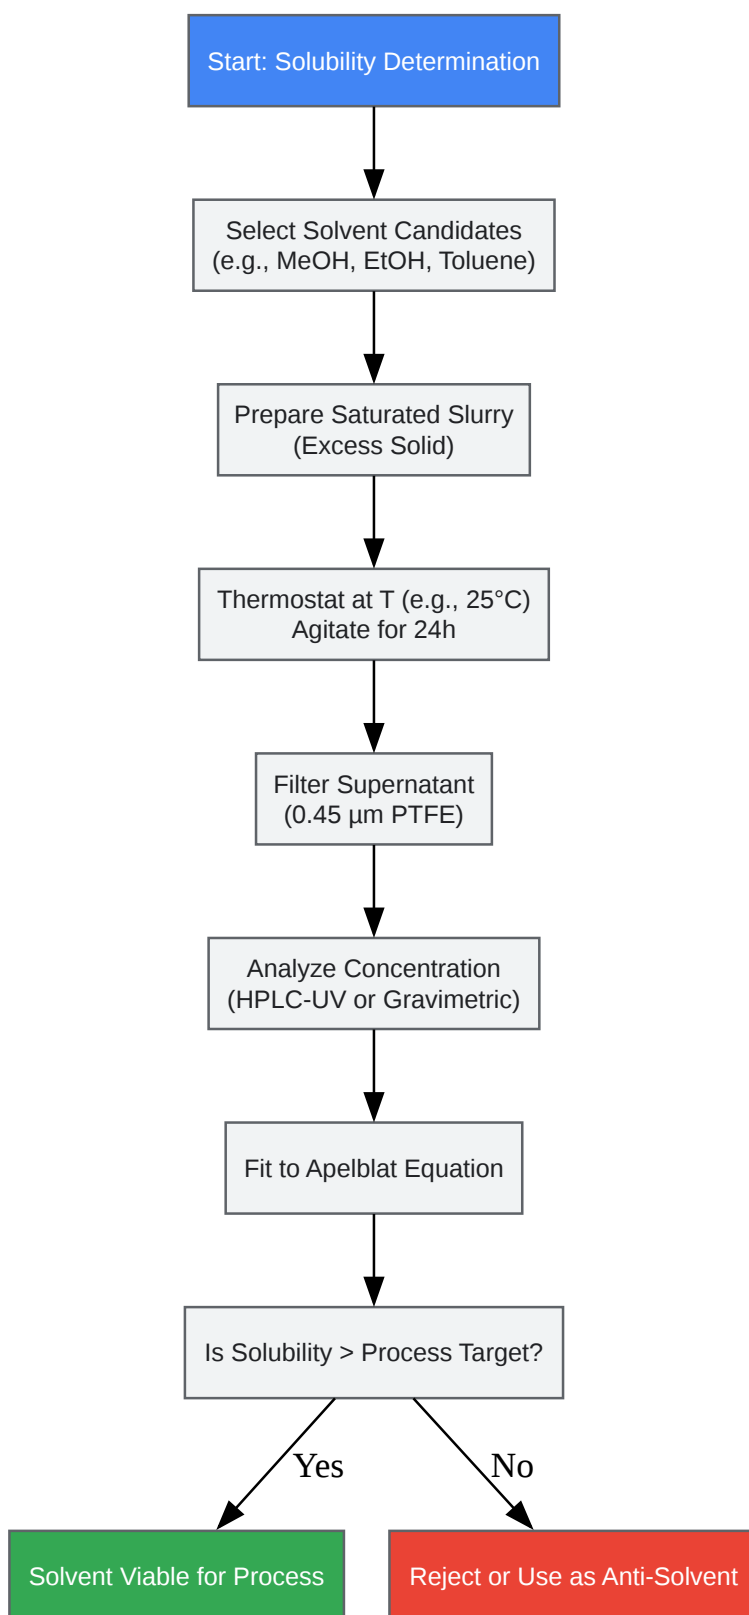 Start: Solubility Determination
Select Solvent Candidates
(e.g., MeOH, EtOH, Toluene)
Prepare Saturated Slurry
(Excess Solid)
Thermostat at T (e.g., 25°C)
Agitate for 24h
Filter Supernatant
(0.45 µm PTFE)
Analyze Concentration
(HPLC-UV or Gravimetric)
Fit to Apelblat Equation
Is Solubility > Process Target?
Yes
No
Solvent Viable for Process
Reject or Use as Anti-Solvent